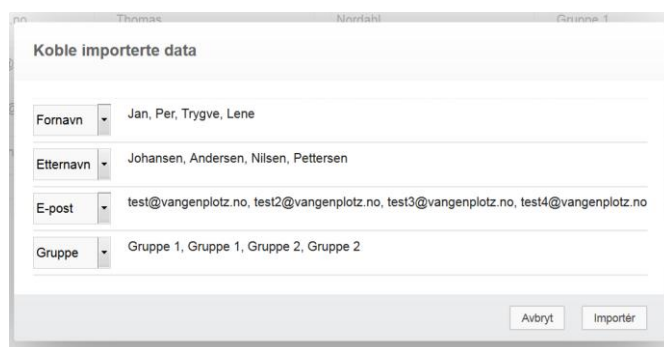 .no Thomas Nordahl Gruppe 1
Koble importerte data
Fornavn Jan, Per, Trygve, Lene
Etternavn Johansen, Andersen, Nilsen, Pettersen
E-post test@vangenplotz.no, test2@vangenplotz.no, test3@vangenplotz.no, test4@vangenplotz.no
Gruppe Gruppe 1, Gruppe 1, Gruppe 2, Gruppe 2
Avbryt Importér